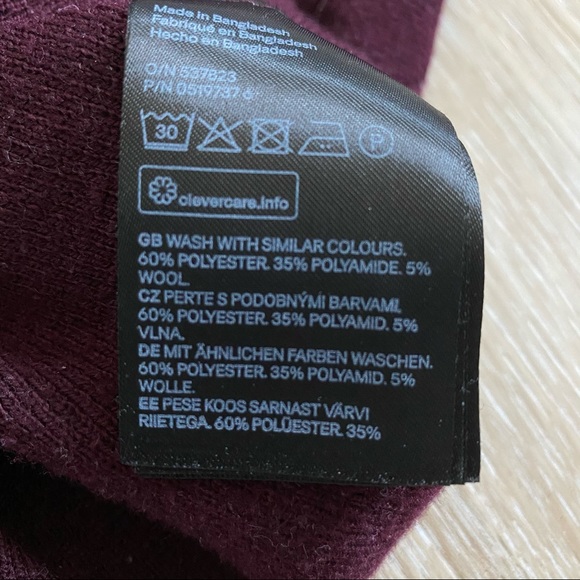 Made in Bangladesh
Fabriqué en Bangladesh
Hecho en Bangladesh
O/N 537823
P/N 0519737 6
30 P
clevercare.info
GB WASH WITH SIMILAR COLOURS.
60% POLYESTER. 35% POLYAMIDE. 5%
WOOL.
CZ PERTE S PODOBNÝMI BARVAMI.
60% POLYESTER. 35% POLYAMID. 5%
VLNA.
DE MIT ÄHNLICHEN FARBEN WASCHEN.
60% POLYESTER. 35% POLYAMID. 5%
WOLLE.
EE PESE KOOS SARNAST VÄRVI
RIIETEGA. 60% POLÜESTER. 35%